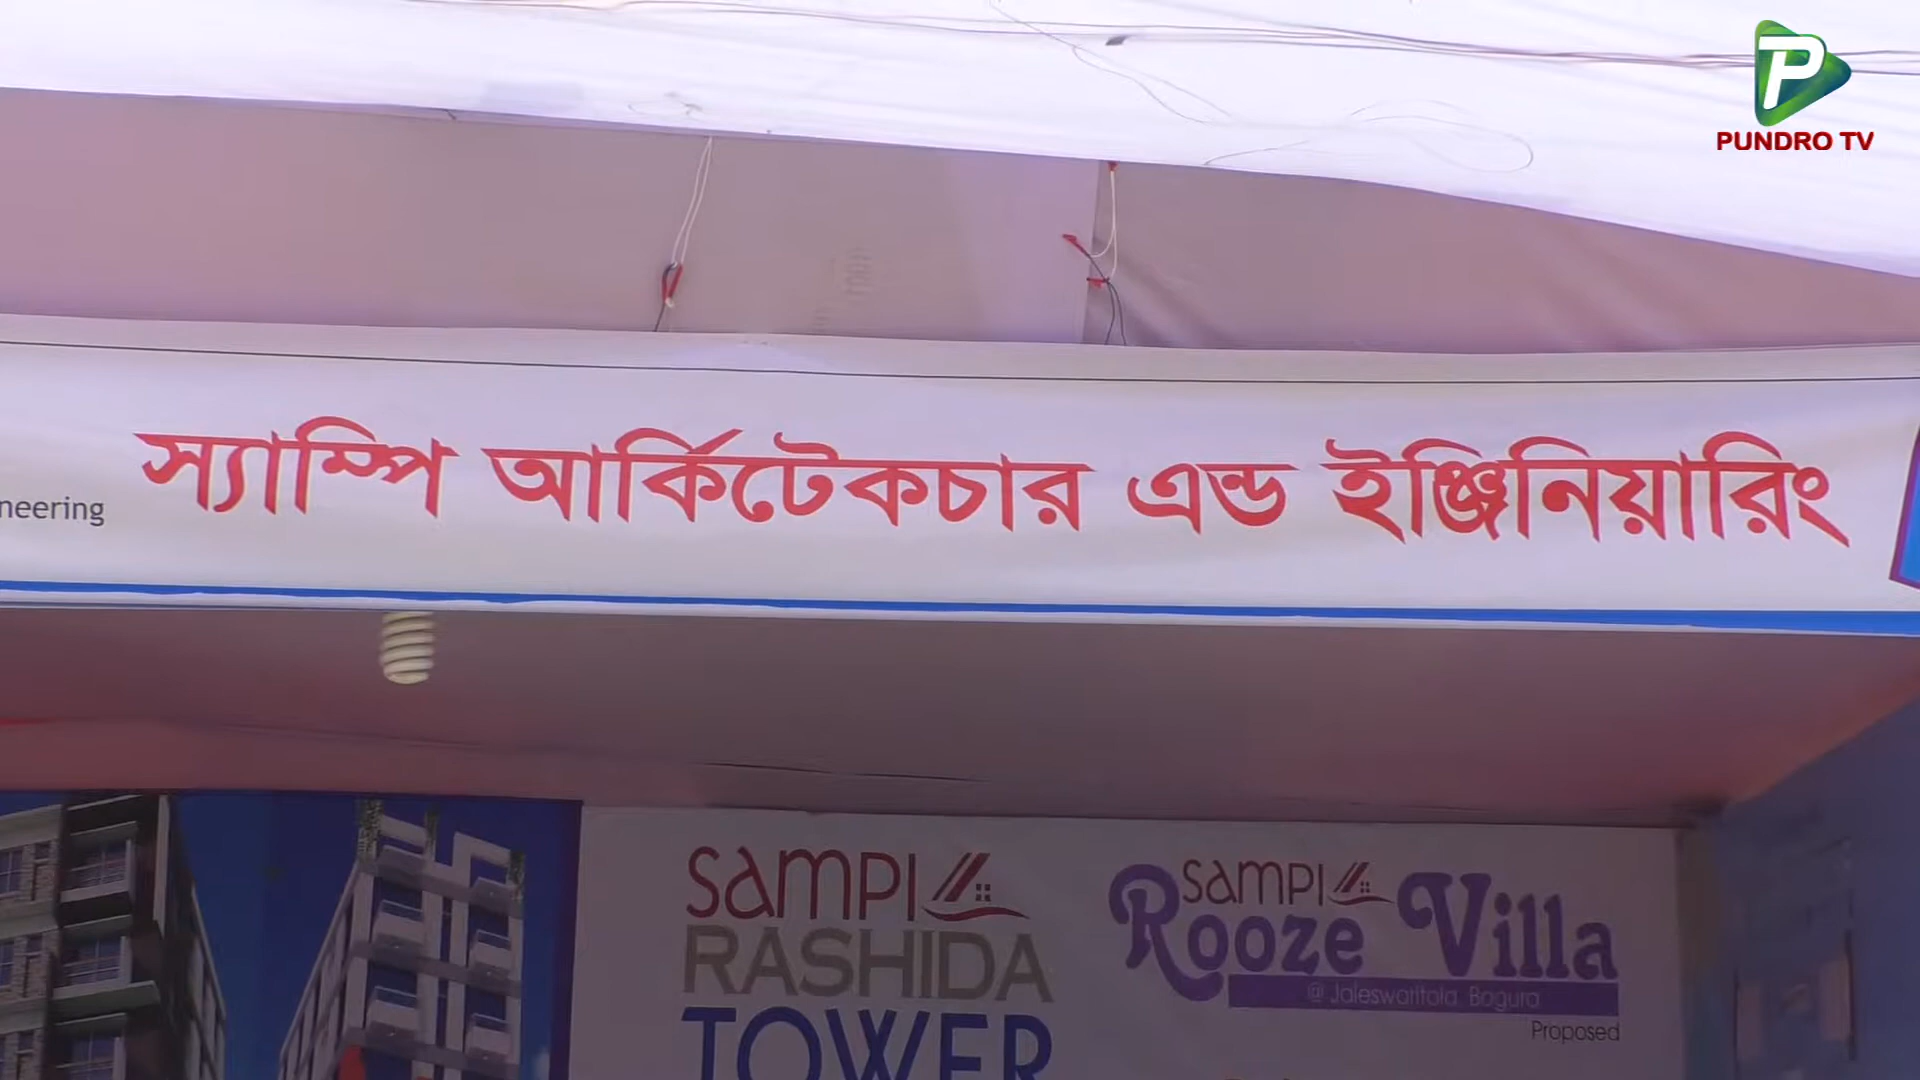 PUNDRO TV
neering
স্যাম্পি আর্কিটেকচার এন্ড ইঞ্জিনিয়ারিং
SAMPI
RASHIDA
TOWER
SAMPI
Rooze Villa
@ Jaleswaritola, Bogura
Proposed